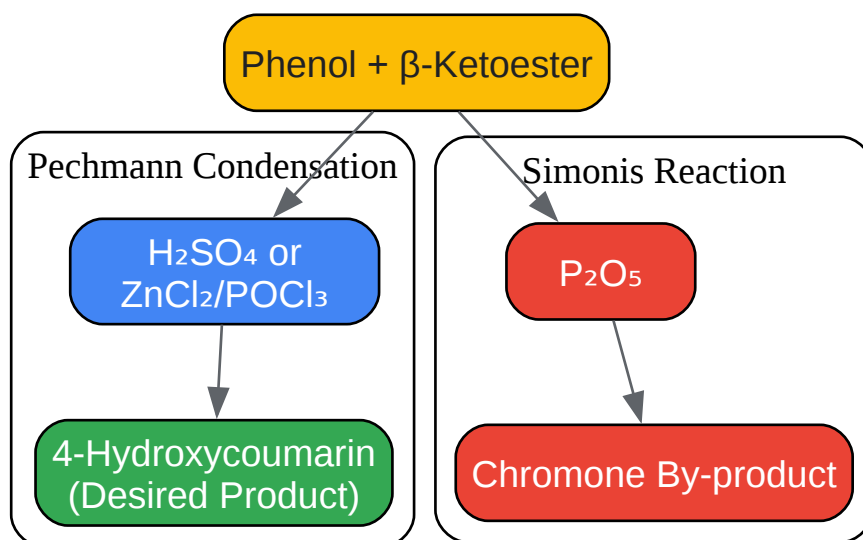 Phenol + β-Ketoester
Pechmann Condensation
H₂SO₄ or
ZnCl₂/POCl₃
4-Hydroxycoumarin
(Desired Product)
Simonis Reaction
P₂O₅
Chromone By-product